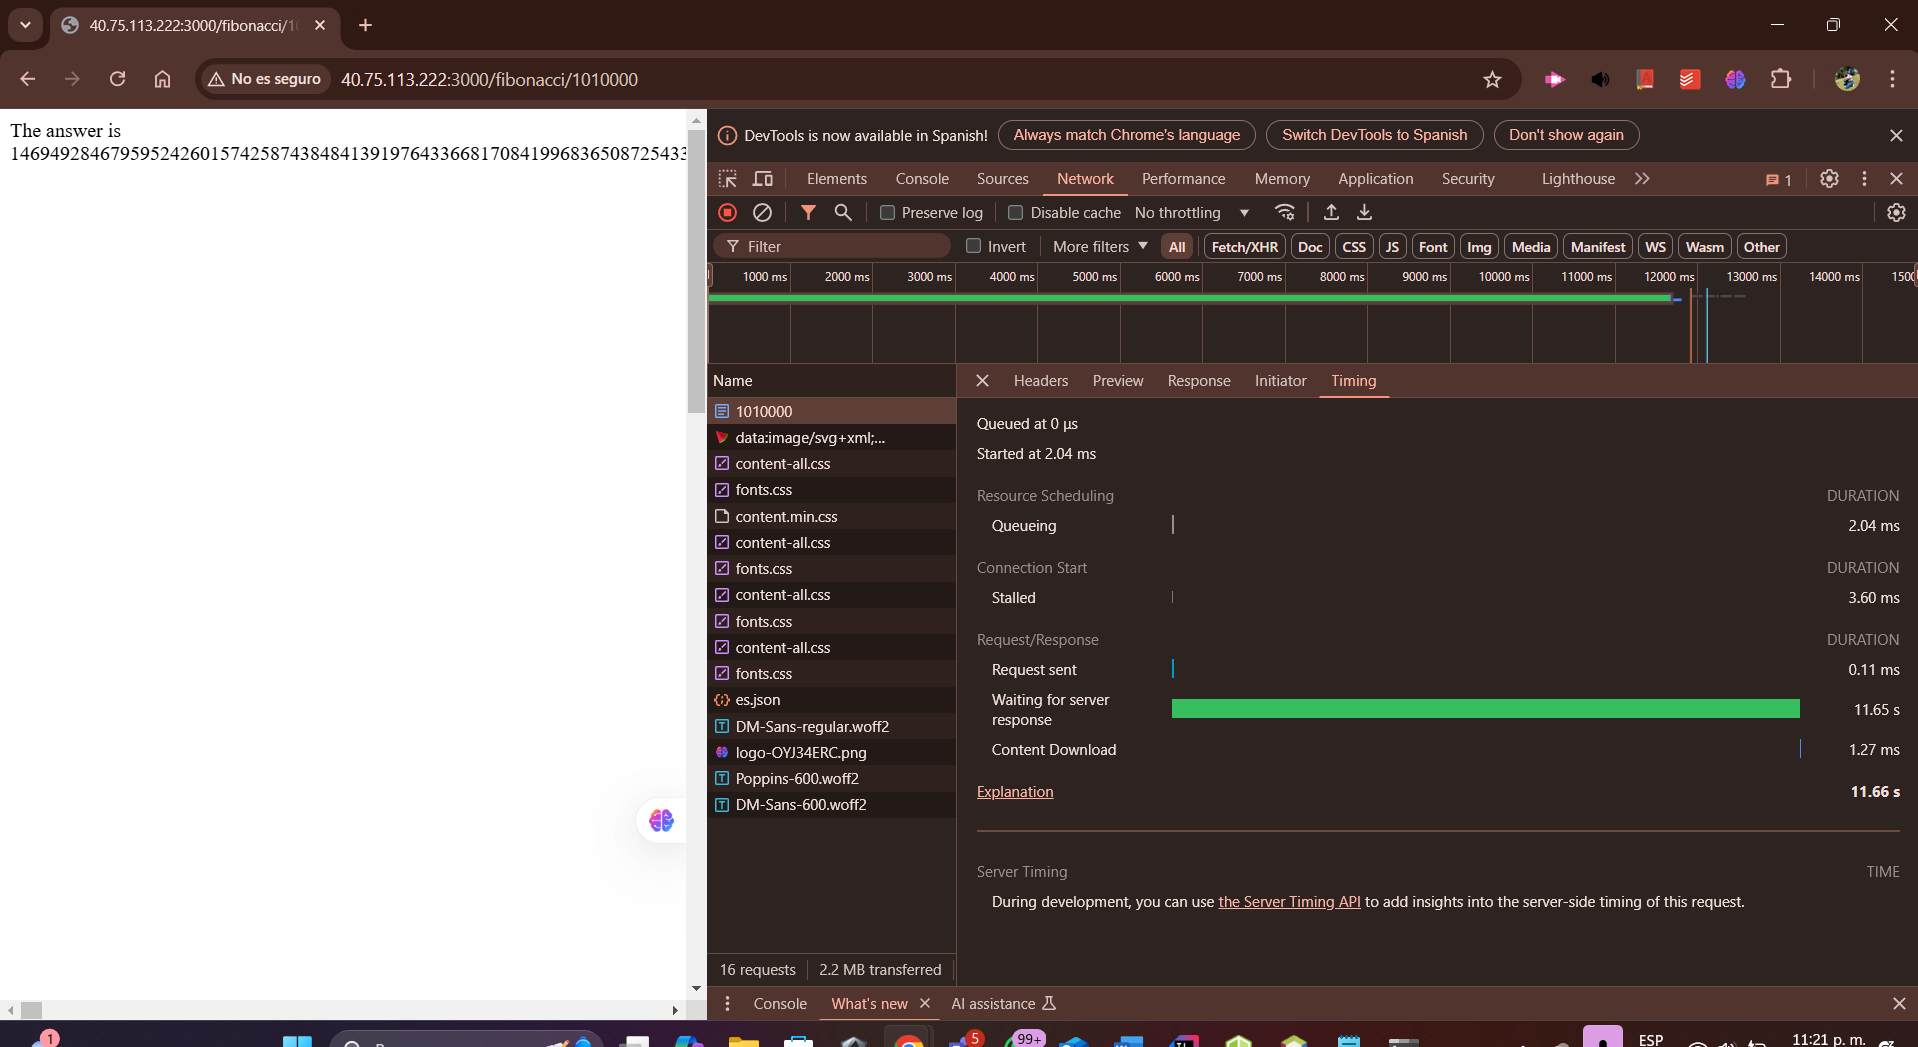 40.75.113.222:3000/fibonacci/10
No es seguro
40.75.113.222:3000/fibonacci/1010000
The answer is
DevTools is now available in Spanish!
Always match Chrome's language
Switch DevTools to Spanish
Don't show again
Elements
Console
Sources
Network
Performance
Memory
Application
Security
Lighthouse
1
Preserve log
Disable cache
No throttling
Filter
Invert
More filters
All
Fetch/XHR
Doc
CSS
JS
Font
Img
Media
Manifest
WS
Wasm
Other
1000 ms
2000 ms
3000 ms
4000 ms
5000 ms
6000 ms
7000 ms
8000 ms
9000 ms
10000 ms
11000 ms
12000 ms
13000 ms
14000 ms
1500
Name
1010000
data:image/svg+xml;...
content-all.css
fonts.css
content.min.css
content-all.css
fonts.css
content-all.css
fonts.css
content-all.css
fonts.css
es.json
DM-Sans-regular.woff2
logo-OYJ34ERC.png
Poppins-600.woff2
DM-Sans-600.woff2
16 requests
2.2 MB transferred
Headers
Preview
Response
Initiator
Timing
Queued at 0 μs
Started at 2.04 ms
Resource Scheduling DURATION
Queueing 2.04 ms
Connection Start DURATION
Stalled 3.60 ms
Request/Response DURATION
Request sent 0.11 ms
Waiting for server
response 11.65 s
Content Download 1.27 ms
Explanation 11.66 s
Server Timing TIME
During development, you can use the Server Timing API to add insights into the server-side timing of this request.
Console
What's new
AI assistance
1
5
99+
ESP
11:21 p. m.